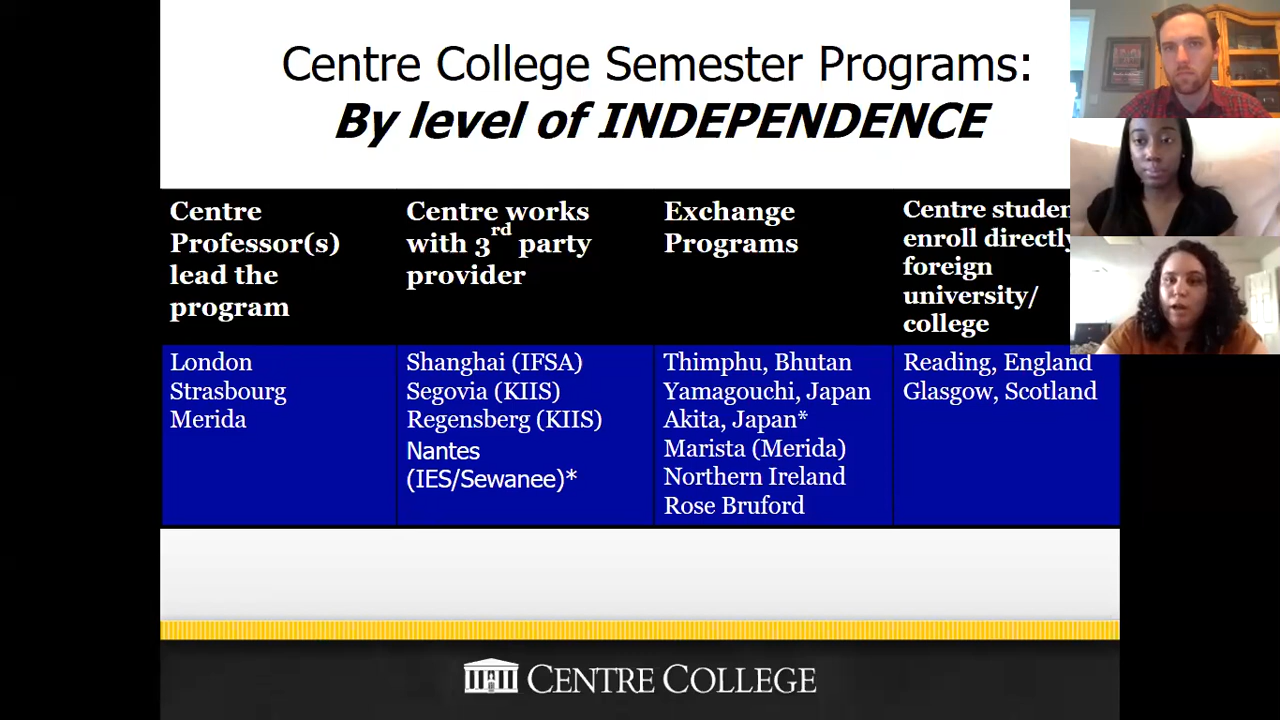 Centre College Semester Programs:
By level of INDEPENDENCE
Centre
Professor(s)
lead the
program
Centre works
with 3rd party
provider
Exchange
Programs
Centre studen
enroll directly
foreign
university/
college
London
Strasbourg
Merida
Shanghai (IFSA)
Segovia (KIIS)
Regensberg (KIIS)
Nantes
(IES/Sewanee)*
Thimphu, Bhutan
Yamagouchi, Japan
Akita, Japan*
Marista (Merida)
Northern Ireland
Rose Bruford
Reading, England
Glasgow, Scotland
CENTRE COLLEGE